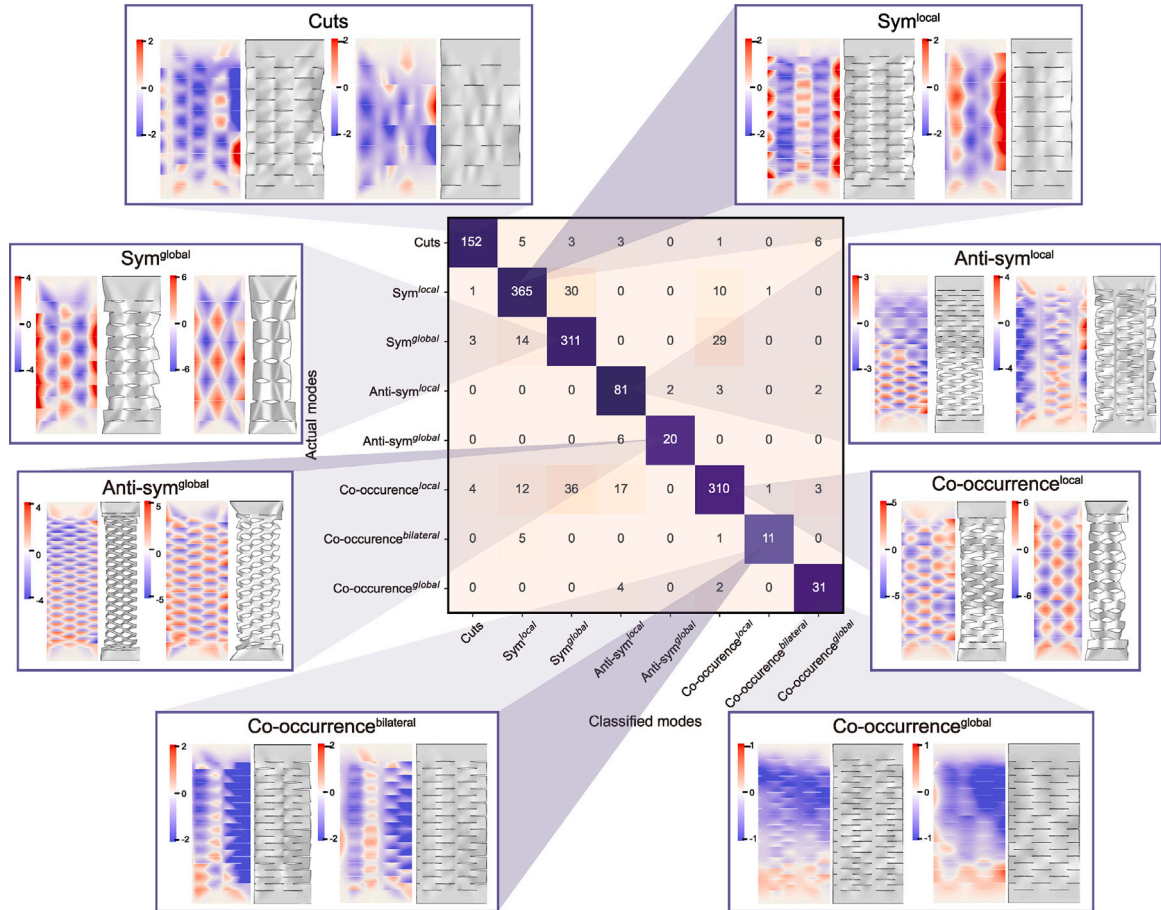 Cuts
2
0
-2
2
0
-2
Sym^local
2
0
-2
2
0
-2
Sym^global
4
0
-4
6
0
-6
Anti-sym^local
3
0
-3
4
0
-4
Anti-sym^global
4
0
-4
5
0
-5
Co-occurrence^local
-5
0
-5
6
0
-6
Co-occurrence^bilateral
2
0
-2
2
0
-2
Co-occurrence^global
1
0
-1
1
0
-1
Actual modes
Cuts 152 5 3 3 0 1 0 6
Sym^local 1 365 30 0 0 10 1 0
Sym^global 3 14 311 0 0 29
Anti-sym^local 0 0 0 81 2 3 0 2
Anti-sym^global 0 0 0 6 20 0 0 0
Co-occurence^local 4 12 36 17 0 310 1 3
Co-occurence^bilateral 0 5 0 0 0 1 11 0
Co-occurence^global 0 0 0 4 0 2 0 31
Cuts
Sym^local
Sym^global
Anti-sym^local
Anti-sym^global
Co-occurence^local
Co-occurence^bilateral
Co-occurence^global
Classified modes